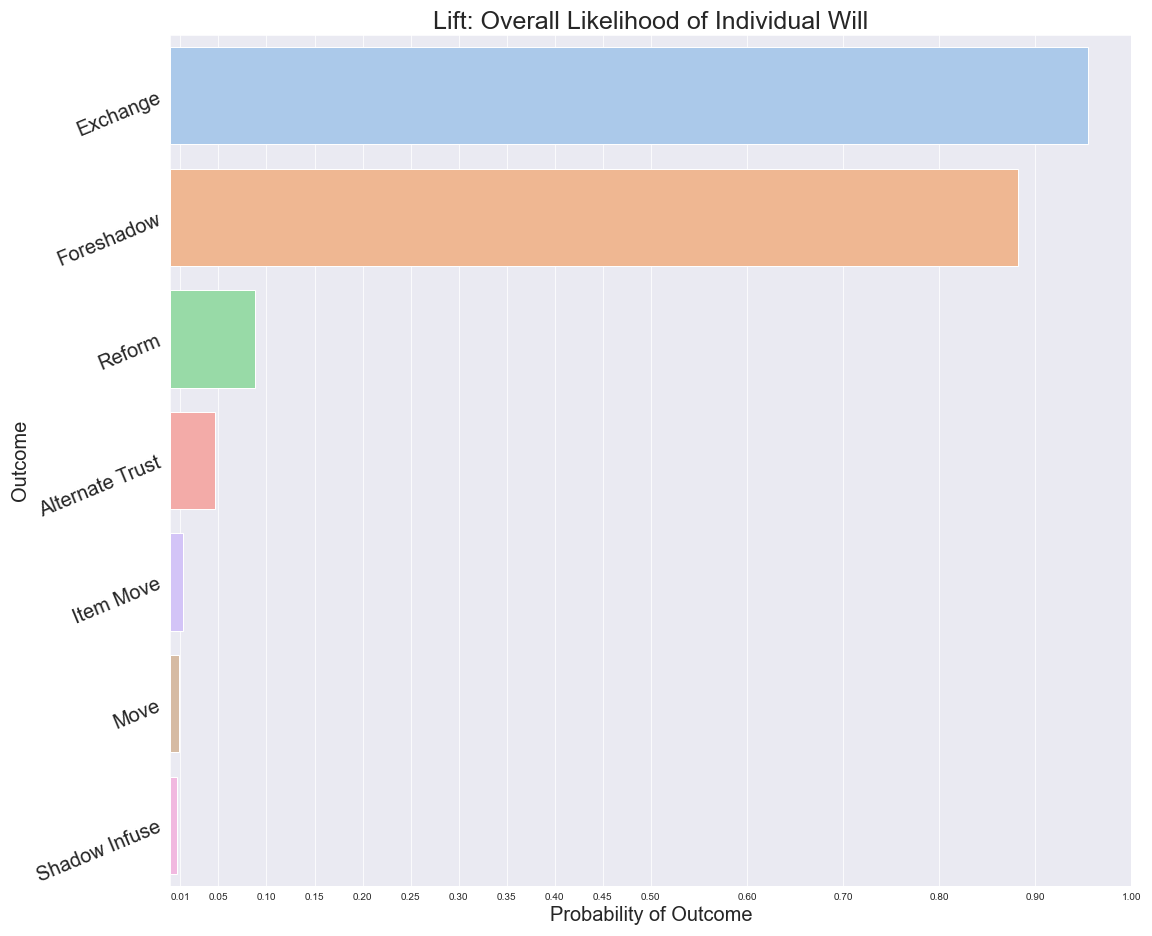 Lift: Overall Likelihood of Individual Will
Outcome
Exchange
Foreshadow
Reform
Alternate Trust
Item Move
Move
Shadow Infuse
0.01 0.05 0.10 0.15 0.20 0.25 0.30 0.35 0.40 0.45 0.50 0.60 0.70 0.80 0.90 1.00
Probability of Outcome